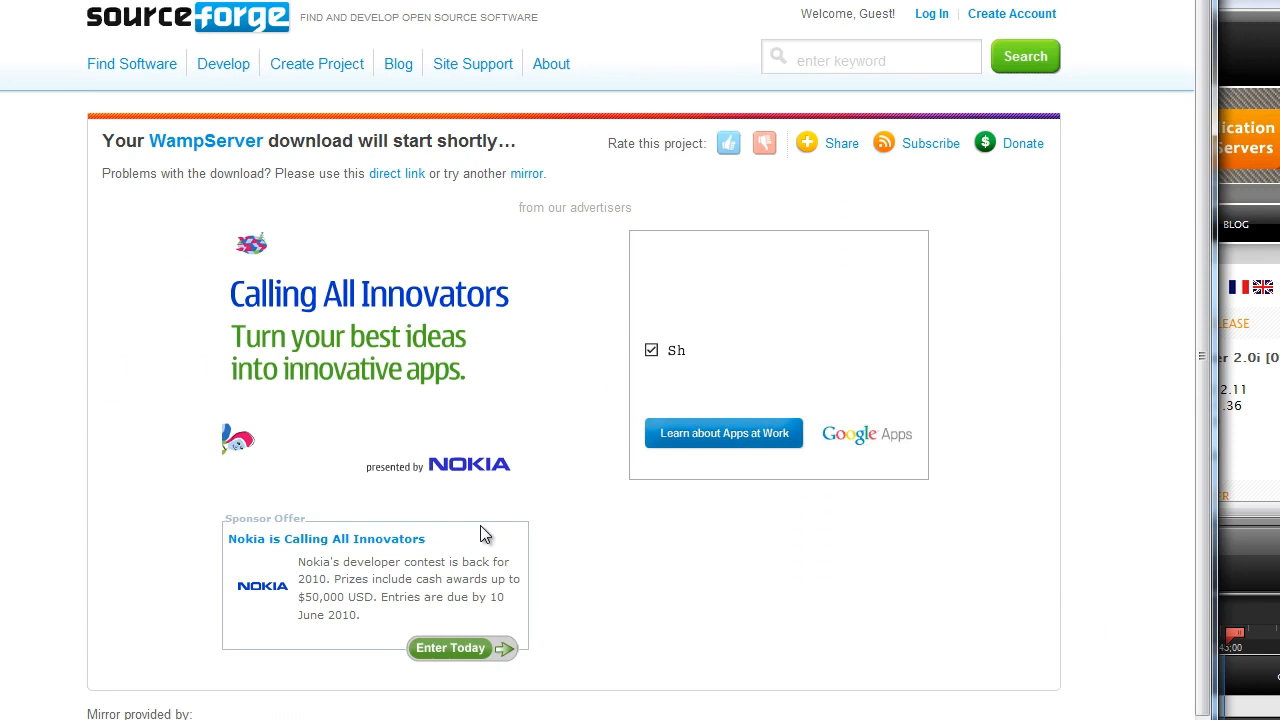 sourceforge FIND AND DEVELOP OPEN SOURCE SOFTWARE
Welcome, Guest! Log In | Create Account
Find Software Develop Create Project Blog Site Support About
enter keyword Search
Your WampServer download will start shortly...
Rate this project: Share Subscribe $ Donate
Problems with the download? Please use this direct link or try another mirror.
from our advertisers
Calling All Innovators
Turn your best ideas
into innovative apps.
presented by NOKIA
Sh
Learn about Apps at Work Google Apps
Sponsor Offer
Nokia is Calling All Innovators
NOKIA
Nokia's developer contest is back for
2010. Prizes include cash awards up to
$50,000 USD. Entries are due by 10
June 2010.
Enter Today
Mirror provided by:
ication
Servers
BLOG
LEASE
er 2.0i [0
2.11
.36
ER
45;00